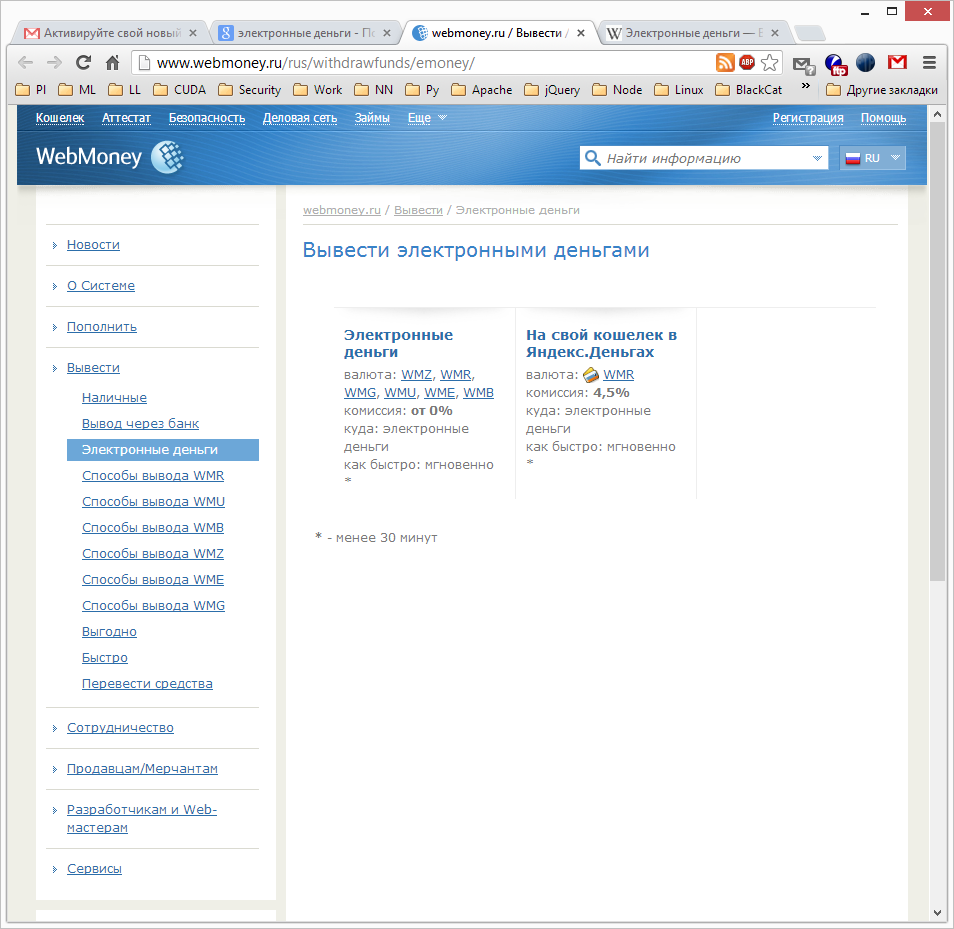 Активируйте свой новый
электронные деньги - По
webmoney.ru / Вывести /
Электронные деньги — В
www.webmoney.ru/rus/withdrawfunds/emoney/
ABP
NP
PI ML LL CUDA Security Work NN Py Apache jQuery Node Linux BlackCat » Другие закладки
Кошелек Аттестат Безопасность Деловая сеть Займы Еще Регистрация Помощь
WebMoney Найти информацию RU
webmoney.ru / Вывести / Электронные деньги
Вывести электронными деньгами
Новости
О Системе
Пополнить
Вывести
Наличные
Вывод через банк
Электронные деньги
Способы вывода WMR
Способы вывода WMU
Способы вывода WMB
Способы вывода WMZ
Способы вывода WME
Способы вывода WMG
Выгодно
Быстро
Перевести средства
Сотрудничество
Продавцам/Мерчантам
Разработчикам и Web-
мастерам
Сервисы
Электронные
деньги
валюта: WMZ, WMR,
WMG, WMU, WME, WMB
комиссия: от 0%
куда: электронные
деньги
как быстро: мгновенно
*
На свой кошелек в
Яндекс.Деньгах
валюта: WMR
комиссия: 4,5%
куда: электронные
деньги
как быстро: мгновенно
*
* - менее 30 минут